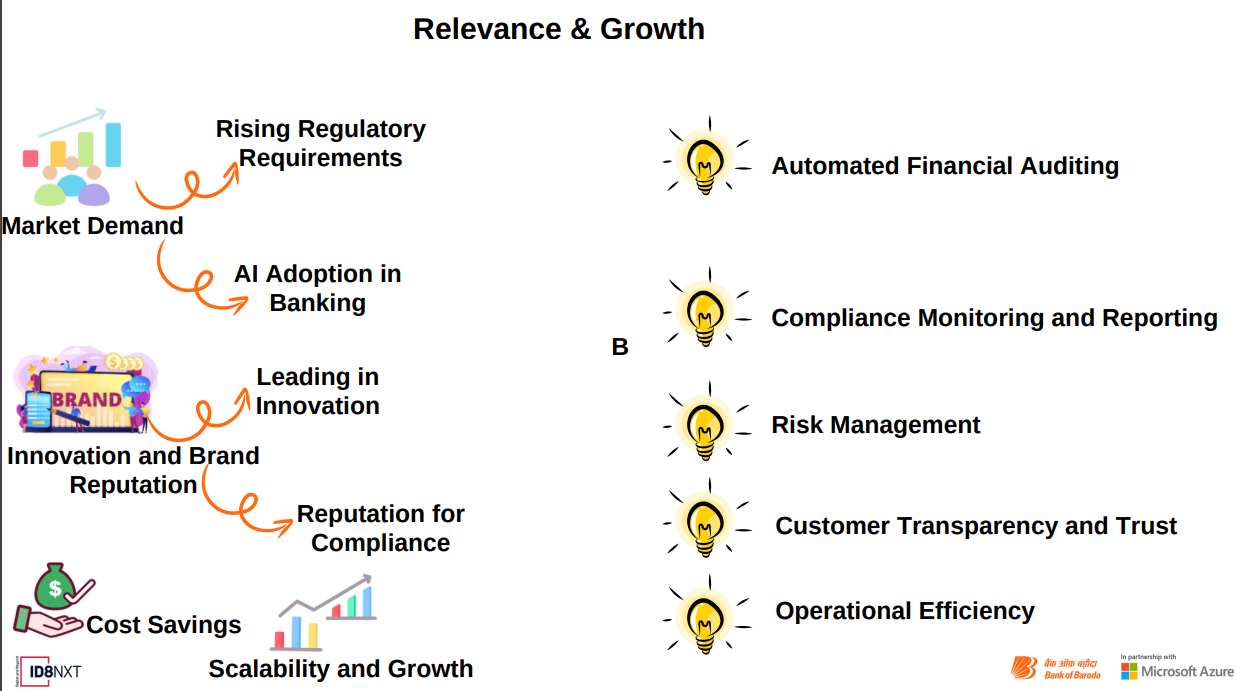 Relevance & Growth
Rising Regulatory
Requirements
Market Demand
AI Adoption in
Banking
BRAND
Leading in
Innovation
Innovation and Brand
Reputation
Reputation for
Compliance
$
Cost Savings
Scalability and Growth
B
Automated Financial Auditing
Compliance Monitoring and Reporting
Risk Management
Customer Transparency and Trust
Operational Efficiency
ID8NXT
बैंक ऑफ़ बड़ौदा
Bank of Baroda
In partnership with
Microsoft Azure